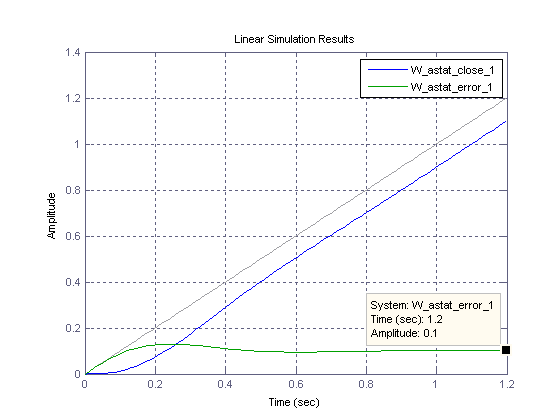 Linear Simulation Results
1.4
1.2
1
0.8
0.6
0.4
0.2
0
Amplitude
W_astat_close_1
W_astat_error_1
System: W_astat_error_1
Time (sec): 1.2
Amplitude: 0.1
0
0.2
0.4
0.6
0.8
1
1.2
Time (sec)